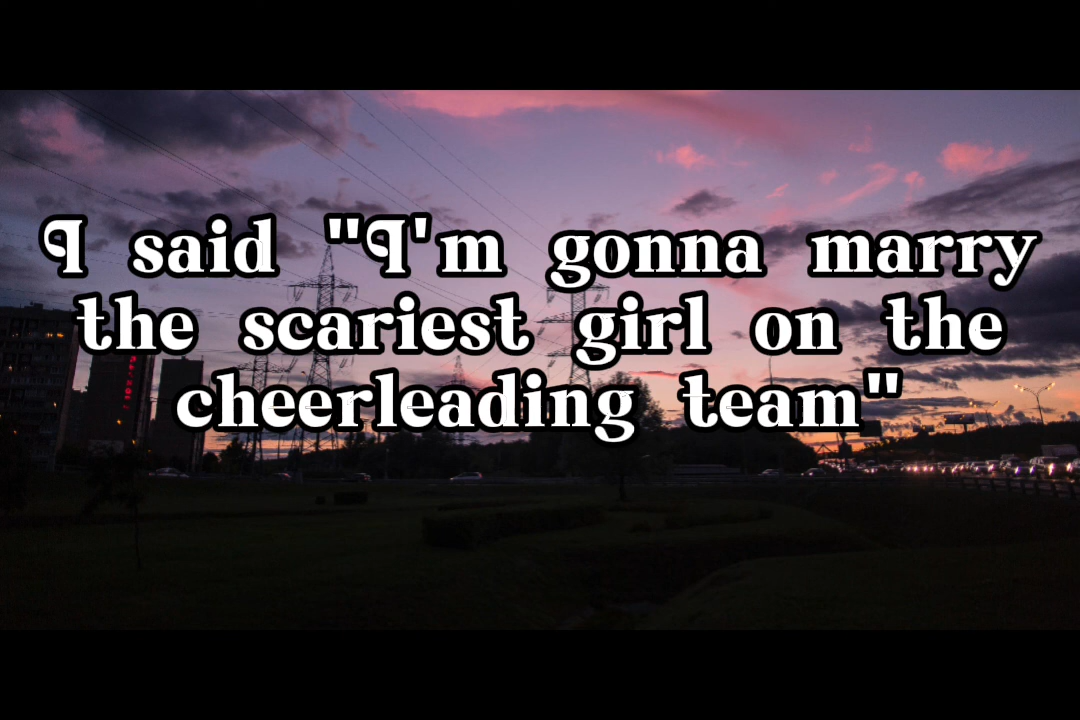 I said "I'm gonna marry
the scariest girl on the
cheerleading team"